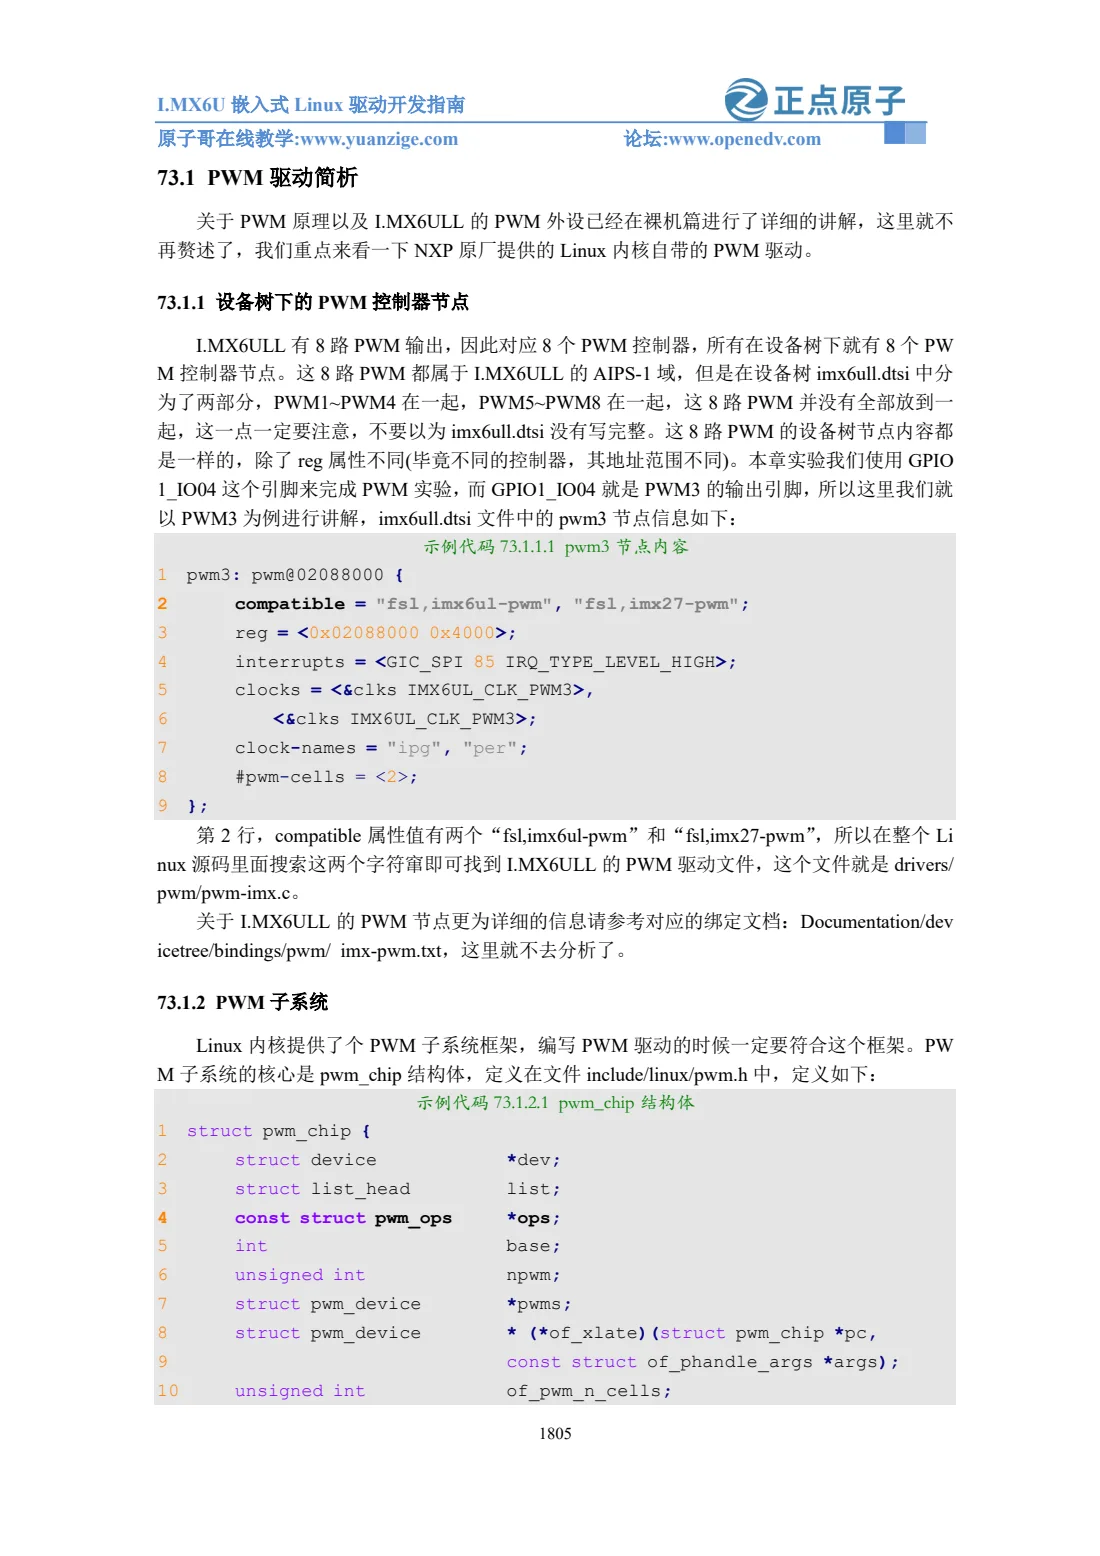 I.MX6U 嵌入式 Linux 驱动开发指南
正点原子
原子哥在线教学:www.yuanzige.com 论坛:www.openedv.com
73.1 PWM 驱动简析
关于 PWM 原理以及 I.MX6ULL 的 PWM 外设已经在裸机篇进行了详细的讲解，这里就不
再赘述了，我们重点来看一下 NXP 原厂提供的 Linux 内核自带的 PWM 驱动。
73.1.1 设备树下的 PWM 控制器节点
I.MX6ULL 有 8 路 PWM 输出，因此对应 8 个 PWM 控制器，所有在设备树下就有 8 个 PW
M 控制器节点。这 8 路 PWM 都属于 I.MX6ULL 的 AIPS-1 域，但是在设备树 imx6ull.dtsi 中分
为了两部分，PWM1~PWM4 在一起，PWM5~PWM8 在一起，这 8 路 PWM 并没有全部放到一
起，这一点一定要注意，不要以为 imx6ull.dtsi 没有写完整。这 8 路 PWM 的设备树节点内容都
是一样的，除了 reg 属性不同(毕竟不同的控制器，其地址范围不同)。本章实验我们使用 GPIO
1_IO04 这个引脚来完成 PWM 实验，而 GPIO1_IO04 就是 PWM3 的输出引脚，所以这里我们就
以 PWM3 为例进行讲解，imx6ull.dtsi 文件中的 pwm3 节点信息如下：
示例代码 73.1.1.1 pwm3 节点内容
1 pwm3: pwm@02088000 {
2 compatible = "fsl,imx6ul-pwm", "fsl,imx27-pwm";
3 reg = <0x02088000 0x4000>;
4 interrupts = <GIC_SPI 85 IRQ_TYPE_LEVEL_HIGH>;
5 clocks = <&clks IMX6UL_CLK_PWM3>,
6 <&clks IMX6UL_CLK_PWM3>;
7 clock-names = "ipg", "per";
8 #pwm-cells = <2>;
9 };
第 2 行，compatible 属性值有两个“fsl,imx6ul-pwm”和“fsl,imx27-pwm”，所以在整个 Li
nux 源码里面搜索这两个字符窜即可找到 I.MX6ULL 的 PWM 驱动文件，这个文件就是 drivers/
pwm/pwm-imx.c。
关于 I.MX6ULL 的 PWM 节点更为详细的信息请参考对应的绑定文档：Documentation/dev
icetree/bindings/pwm/ imx-pwm.txt，这里就不去分析了。
73.1.2 PWM 子系统
Linux 内核提供了个 PWM 子系统框架，编写 PWM 驱动的时候一定要符合这个框架。PW
M 子系统的核心是 pwm_chip 结构体，定义在文件 include/linux/pwm.h 中，定义如下：
示例代码 73.1.2.1 pwm_chip 结构体
1 struct pwm_chip {
2 struct device *dev;
3 struct list_head list;
4 const struct pwm_ops *ops;
5 int base;
6 unsigned int npwm;
7 struct pwm_device *pwms;
8 struct pwm_device * (*of_xlate)(struct pwm_chip *pc,
9 const struct of_phandle_args *args);
10 unsigned int of_pwm_n_cells;
1805